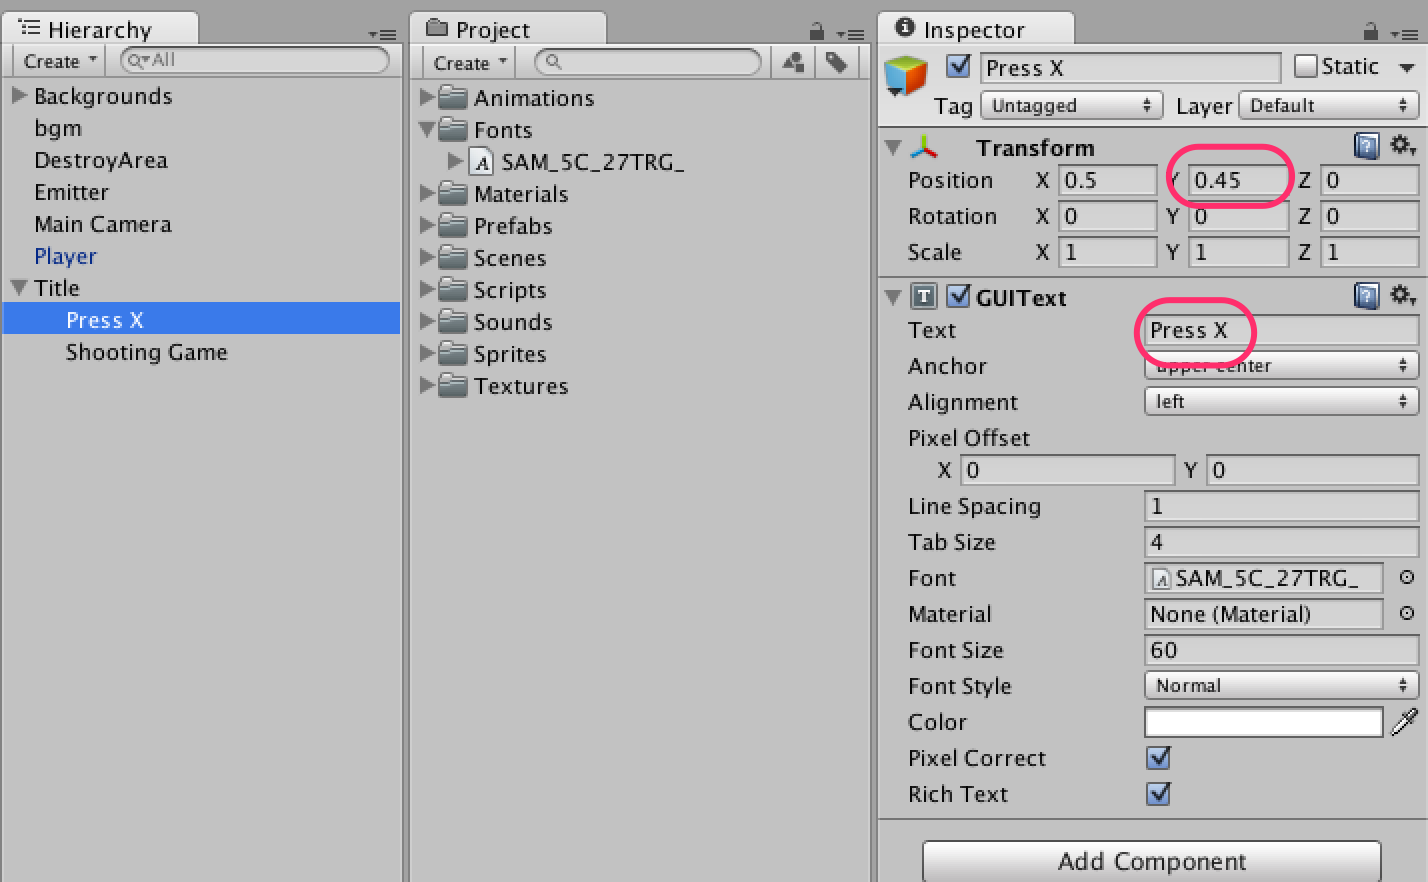 Hierarchy
Create
All
Backgrounds
bgm
DestroyArea
Emitter
Main Camera
Player
Title
Press X
Shooting Game
Project
Create
Animations
Fonts
A SAM_5C_27TRG_
Materials
Prefabs
Scenes
Scripts
Sounds
Sprites
Textures
Inspector
Press X Static
Tag Untagged Layer Default
Transform
Position X 0.5 Y 0.45 Z 0
Rotation X 0 Y 0 Z 0
Scale X 1 Y 1 Z 1
T GUIText
Text Press X
Anchor upper center
Alignment left
Pixel Offset
X 0 Y 0
Line Spacing 1
Tab Size 4
Font A SAM_5C_27TRG_
Material None (Material)
Font Size 60
Font Style Normal
Color
Pixel Correct
Rich Text
Add Component